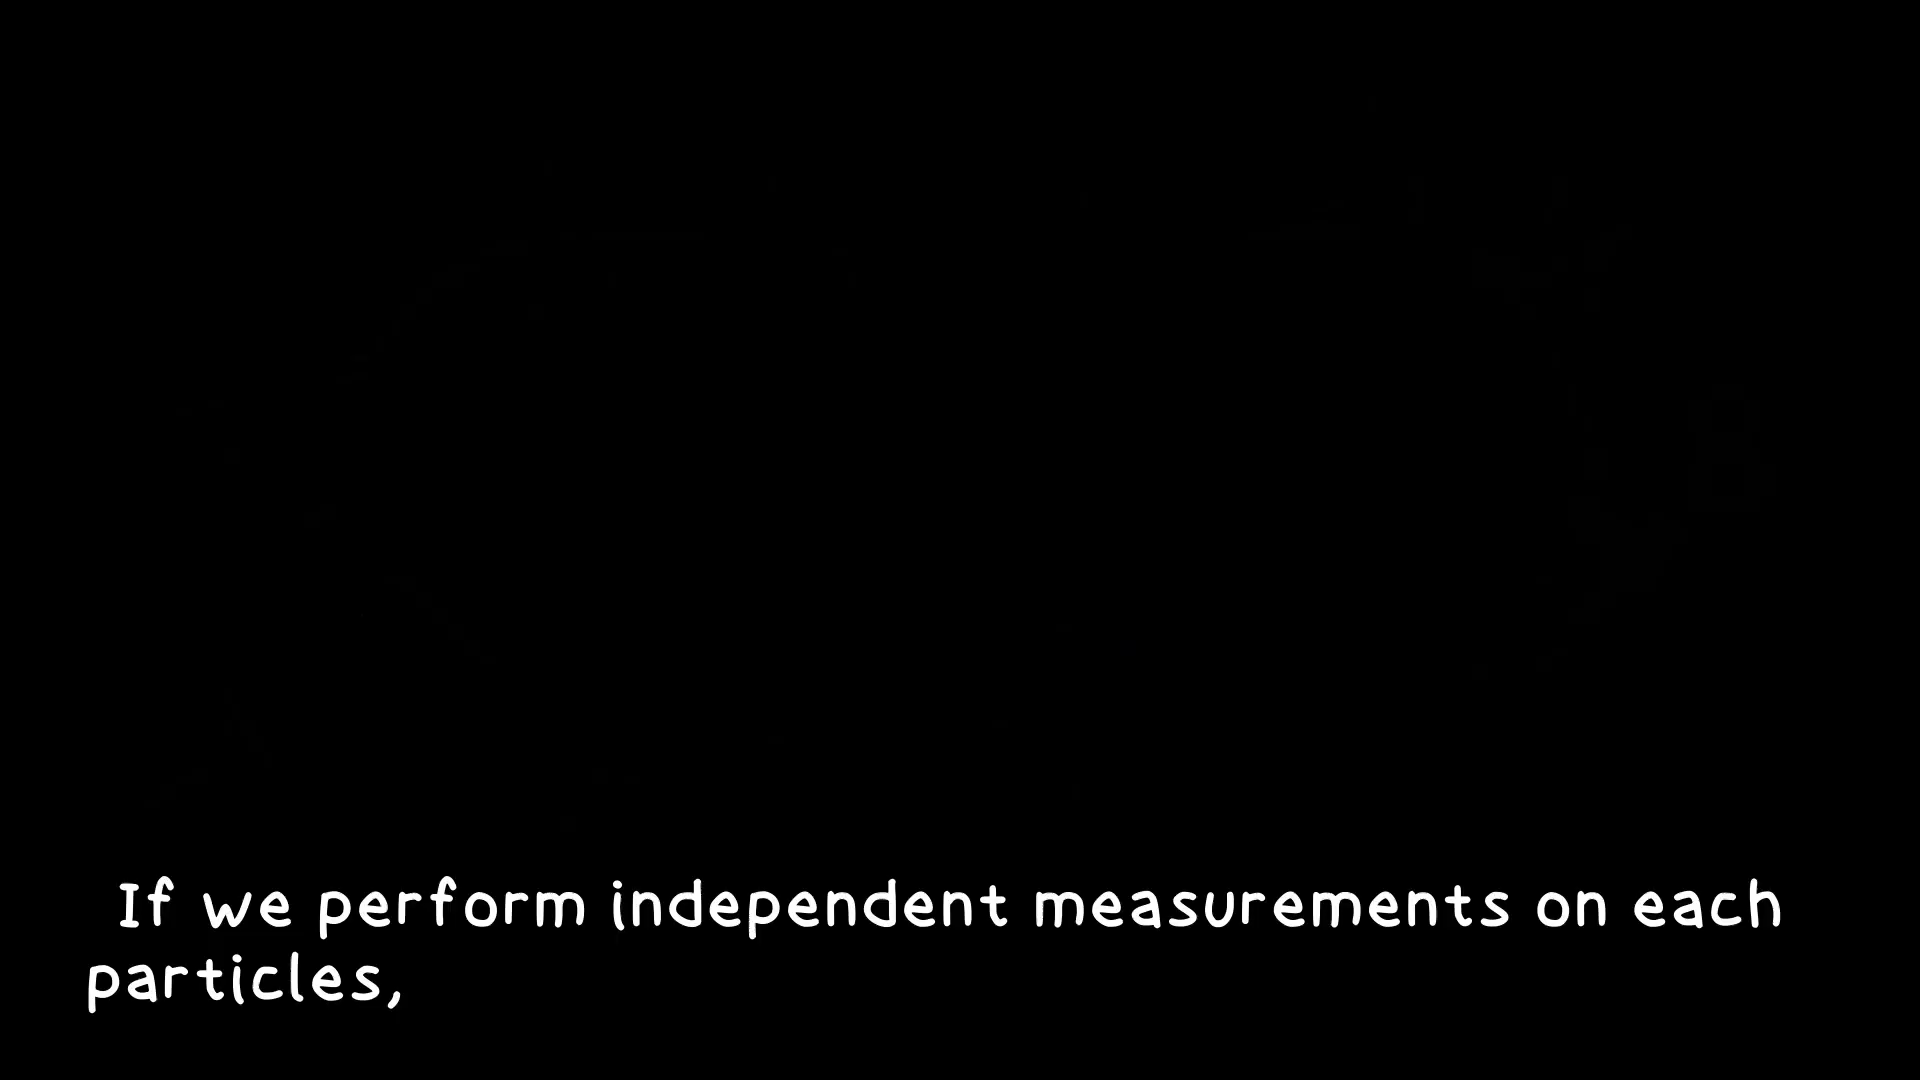 If we perform independent measurements on each
particles,